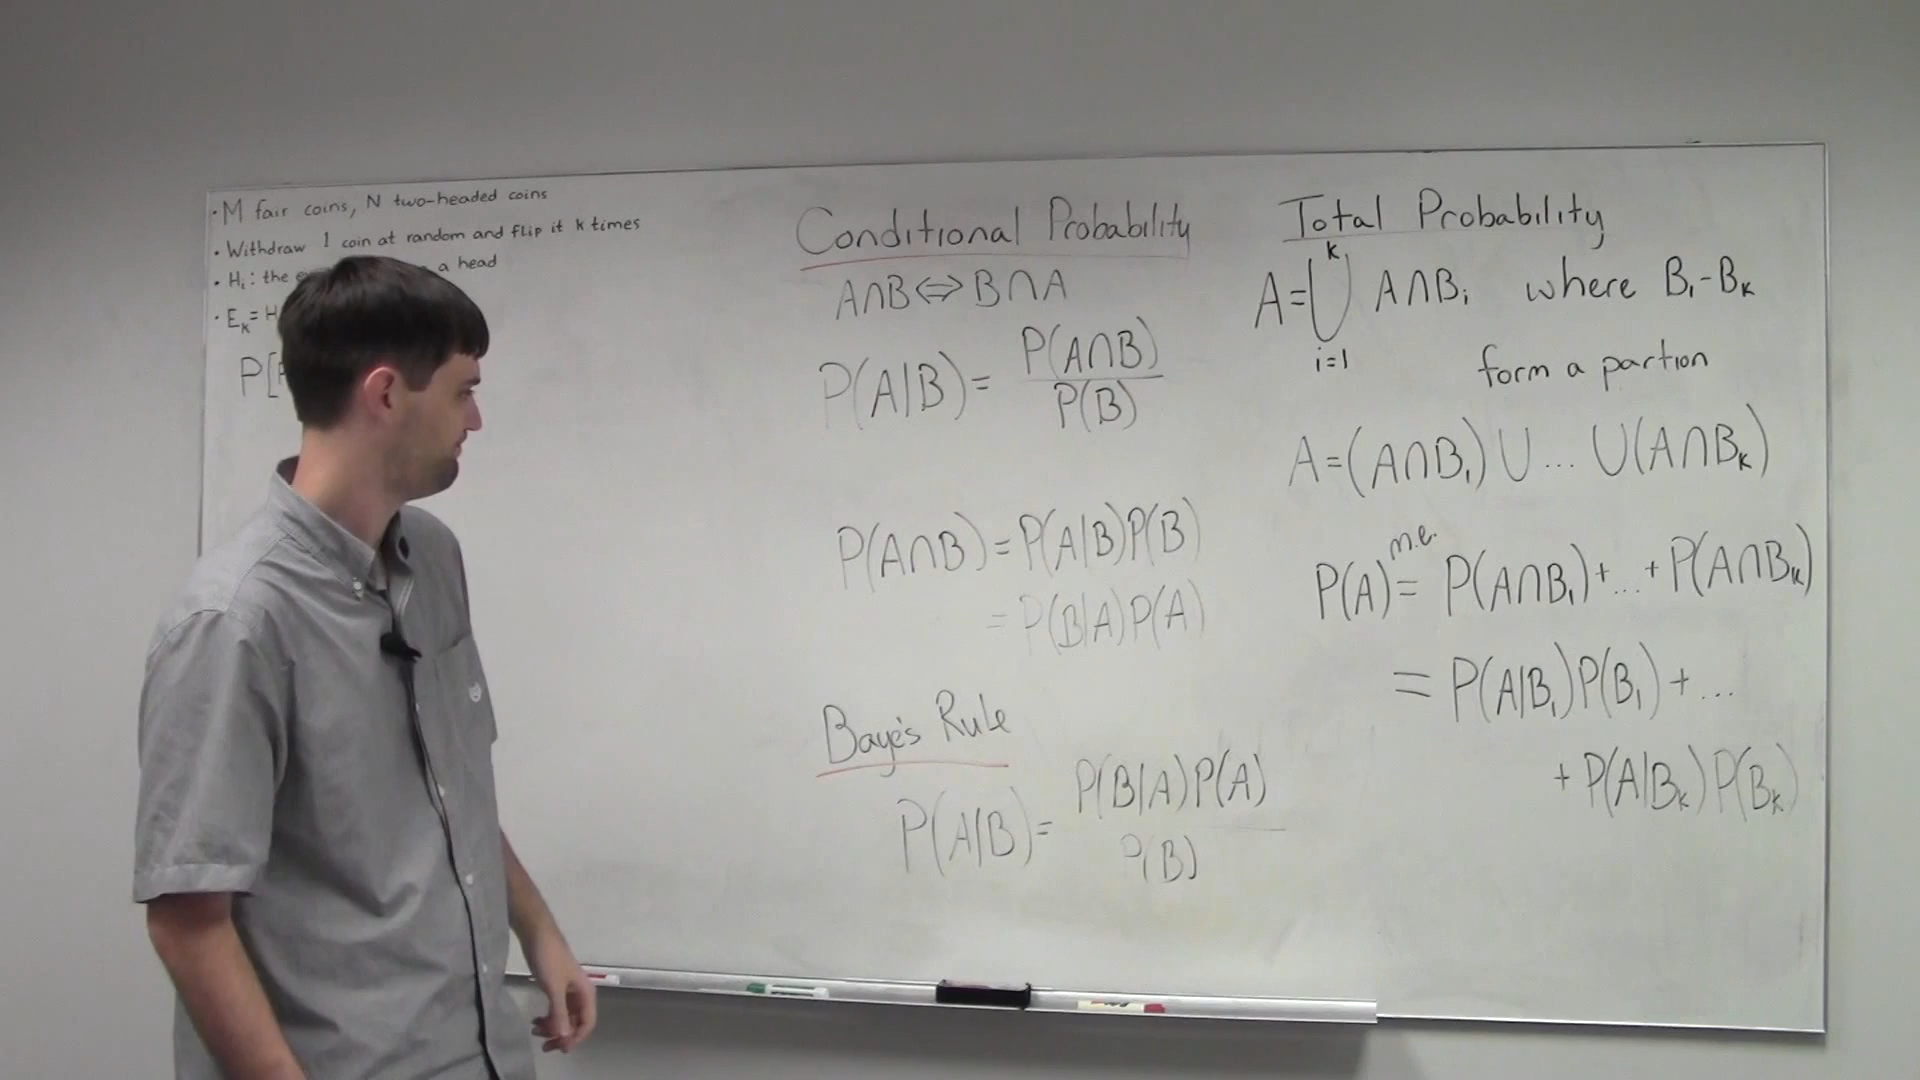 · M fair coins, N two-headed coins
· Withdraw 1 coin at random and flip it k times
· Hᵢ: the a head
· Eₖ = H
P[
Conditional Probability
A∩B⇔B∩A
P(A|B) = P(A∩B) / P(B)
P(A∩B) = P(A|B)P(B)
= P(B|A)P(A)
Baye's Rule
P(A|B) = P(B|A)P(A) / P(B)
Total Probability
A = ⋃ᵢ₌₁ᵏ A∩Bᵢ where B₁-Bₖ
form a partion
A = (A∩B₁) ∪ ... ∪ (A∩Bₖ)
P(A) m.e. = P(A∩B₁) + ... + P(A∩Bₖ)
= P(A|B₁)P(B₁) + ...
+ P(A|Bₖ)P(Bₖ)